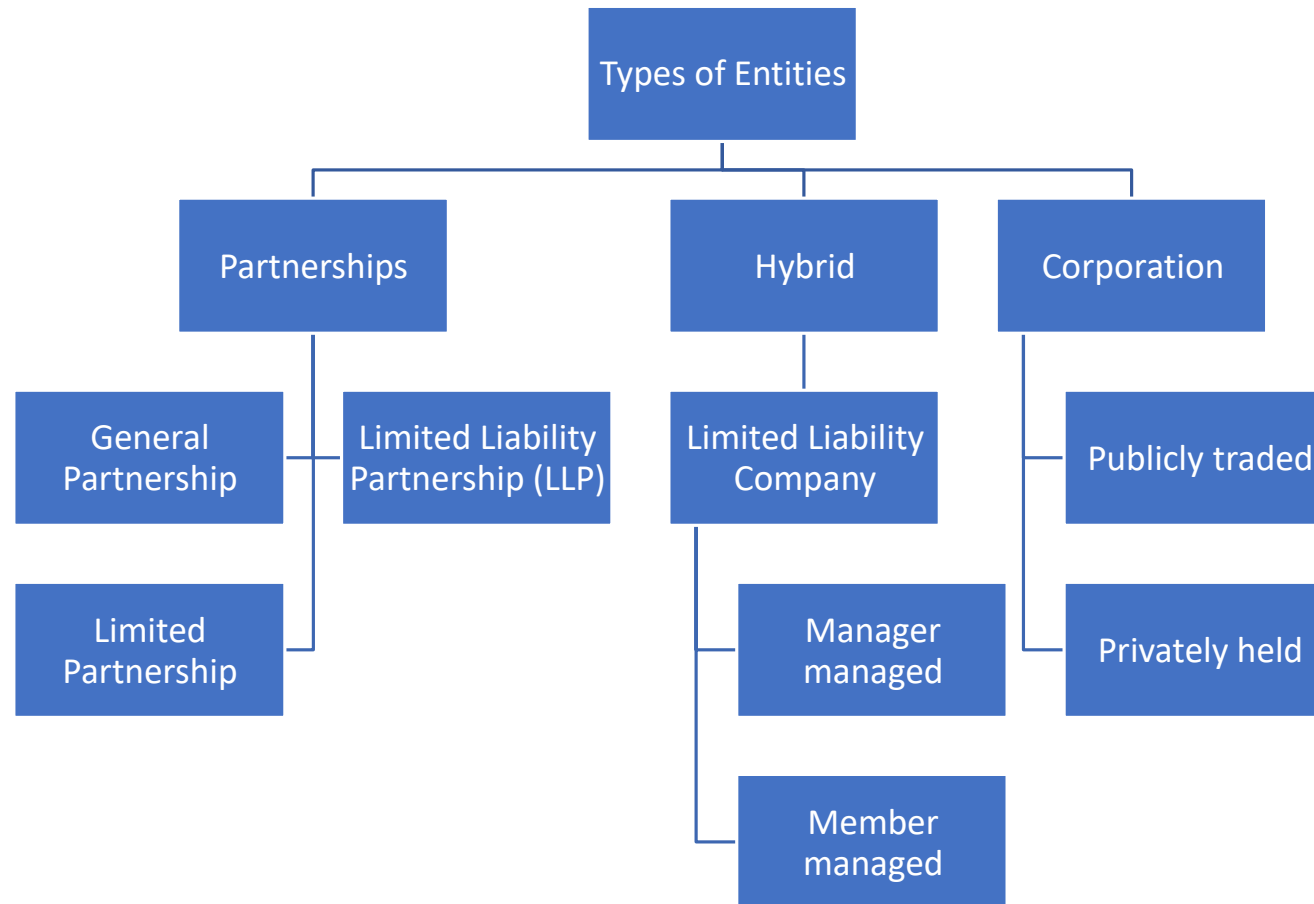 Types of Entities
Partnerships
Hybrid
Corporation
General
Partnership
Limited Liability
Partnership (LLP)
Limited Liability
Company
Publicly traded
Limited
Partnership
Manager
managed
Privately held
Member
managed